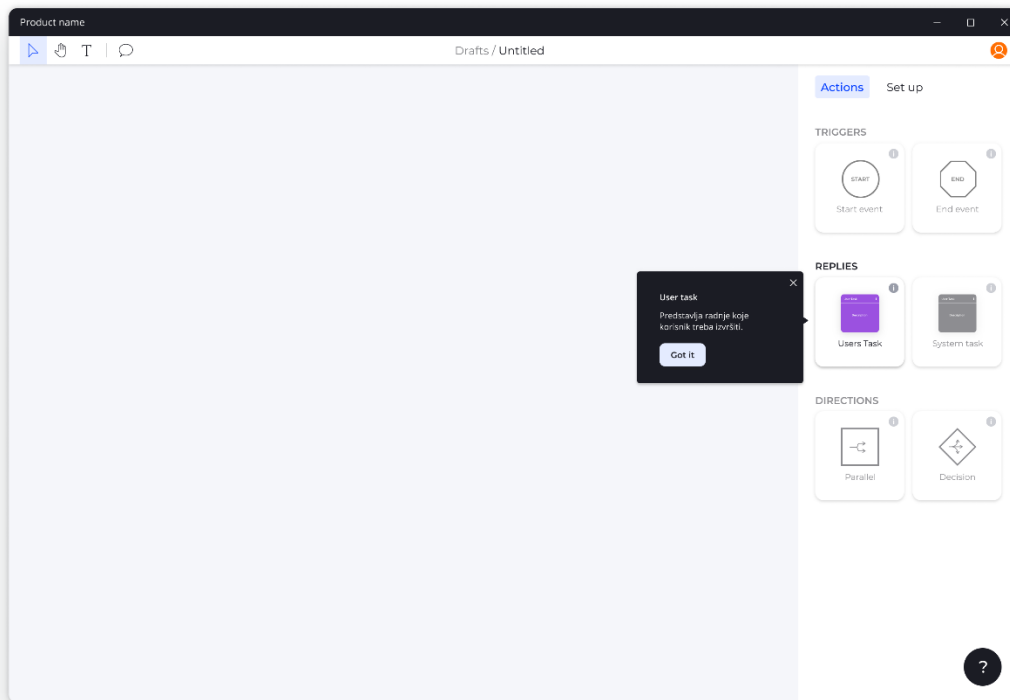 Product name
T
Drafts / Untitled
Actions
Set up
TRIGGERS
START
END
Start event
End event
REPLIES
User task
Predstavlja radnje koje
korisnik treba izvršiti.
Got it
Users Task
System task
DIRECTIONS
Parallel
Decision
?